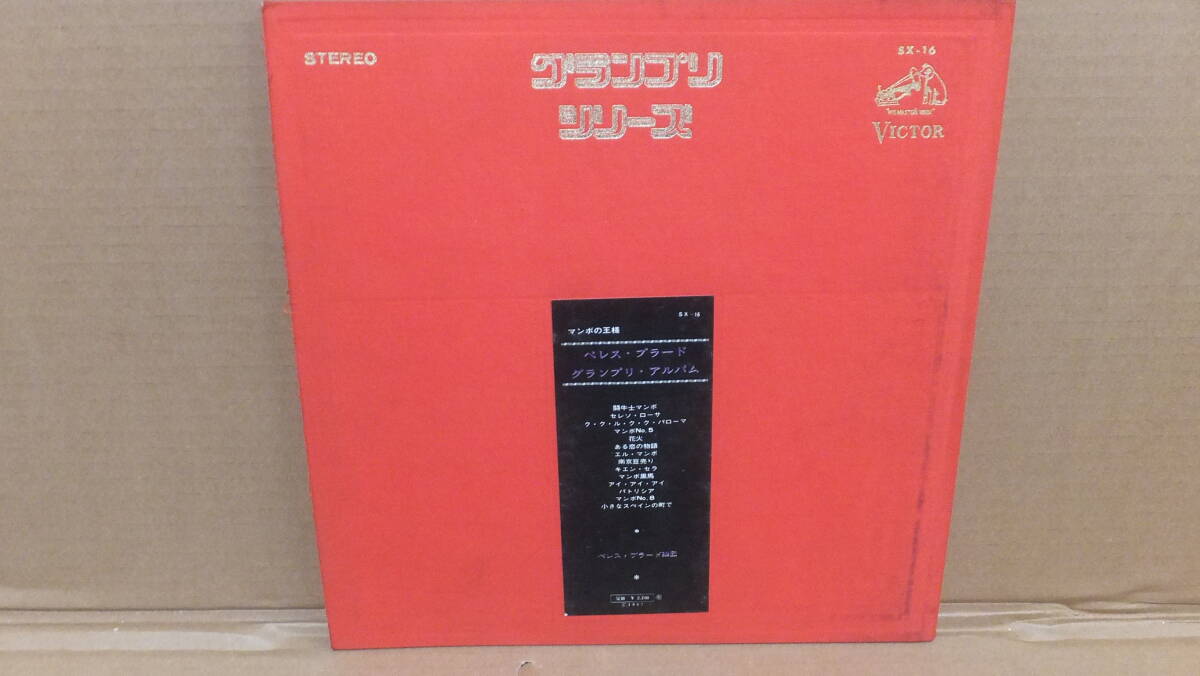 STEREO
グランプリ
シリーズ
SX-16
"HIS MASTER'S VOICE"
VICTOR
SX-16
マンボの王様
ペレス・プラード
グランプリ・アルバム
闘牛士マンボ
セレソ・ローサ
ク・ク・ル・ク・ク・パローマ
マンボNo.5
花火
ある恋の物語
エル・マンボ
南京豆売り
キエン・セラ
マンボ黒馬
アイ・アイ・アイ
パトリシア
マンボNo.8
小さなスペインの町で
*
ペレス・プラード楽団
*
定価 ¥2,200